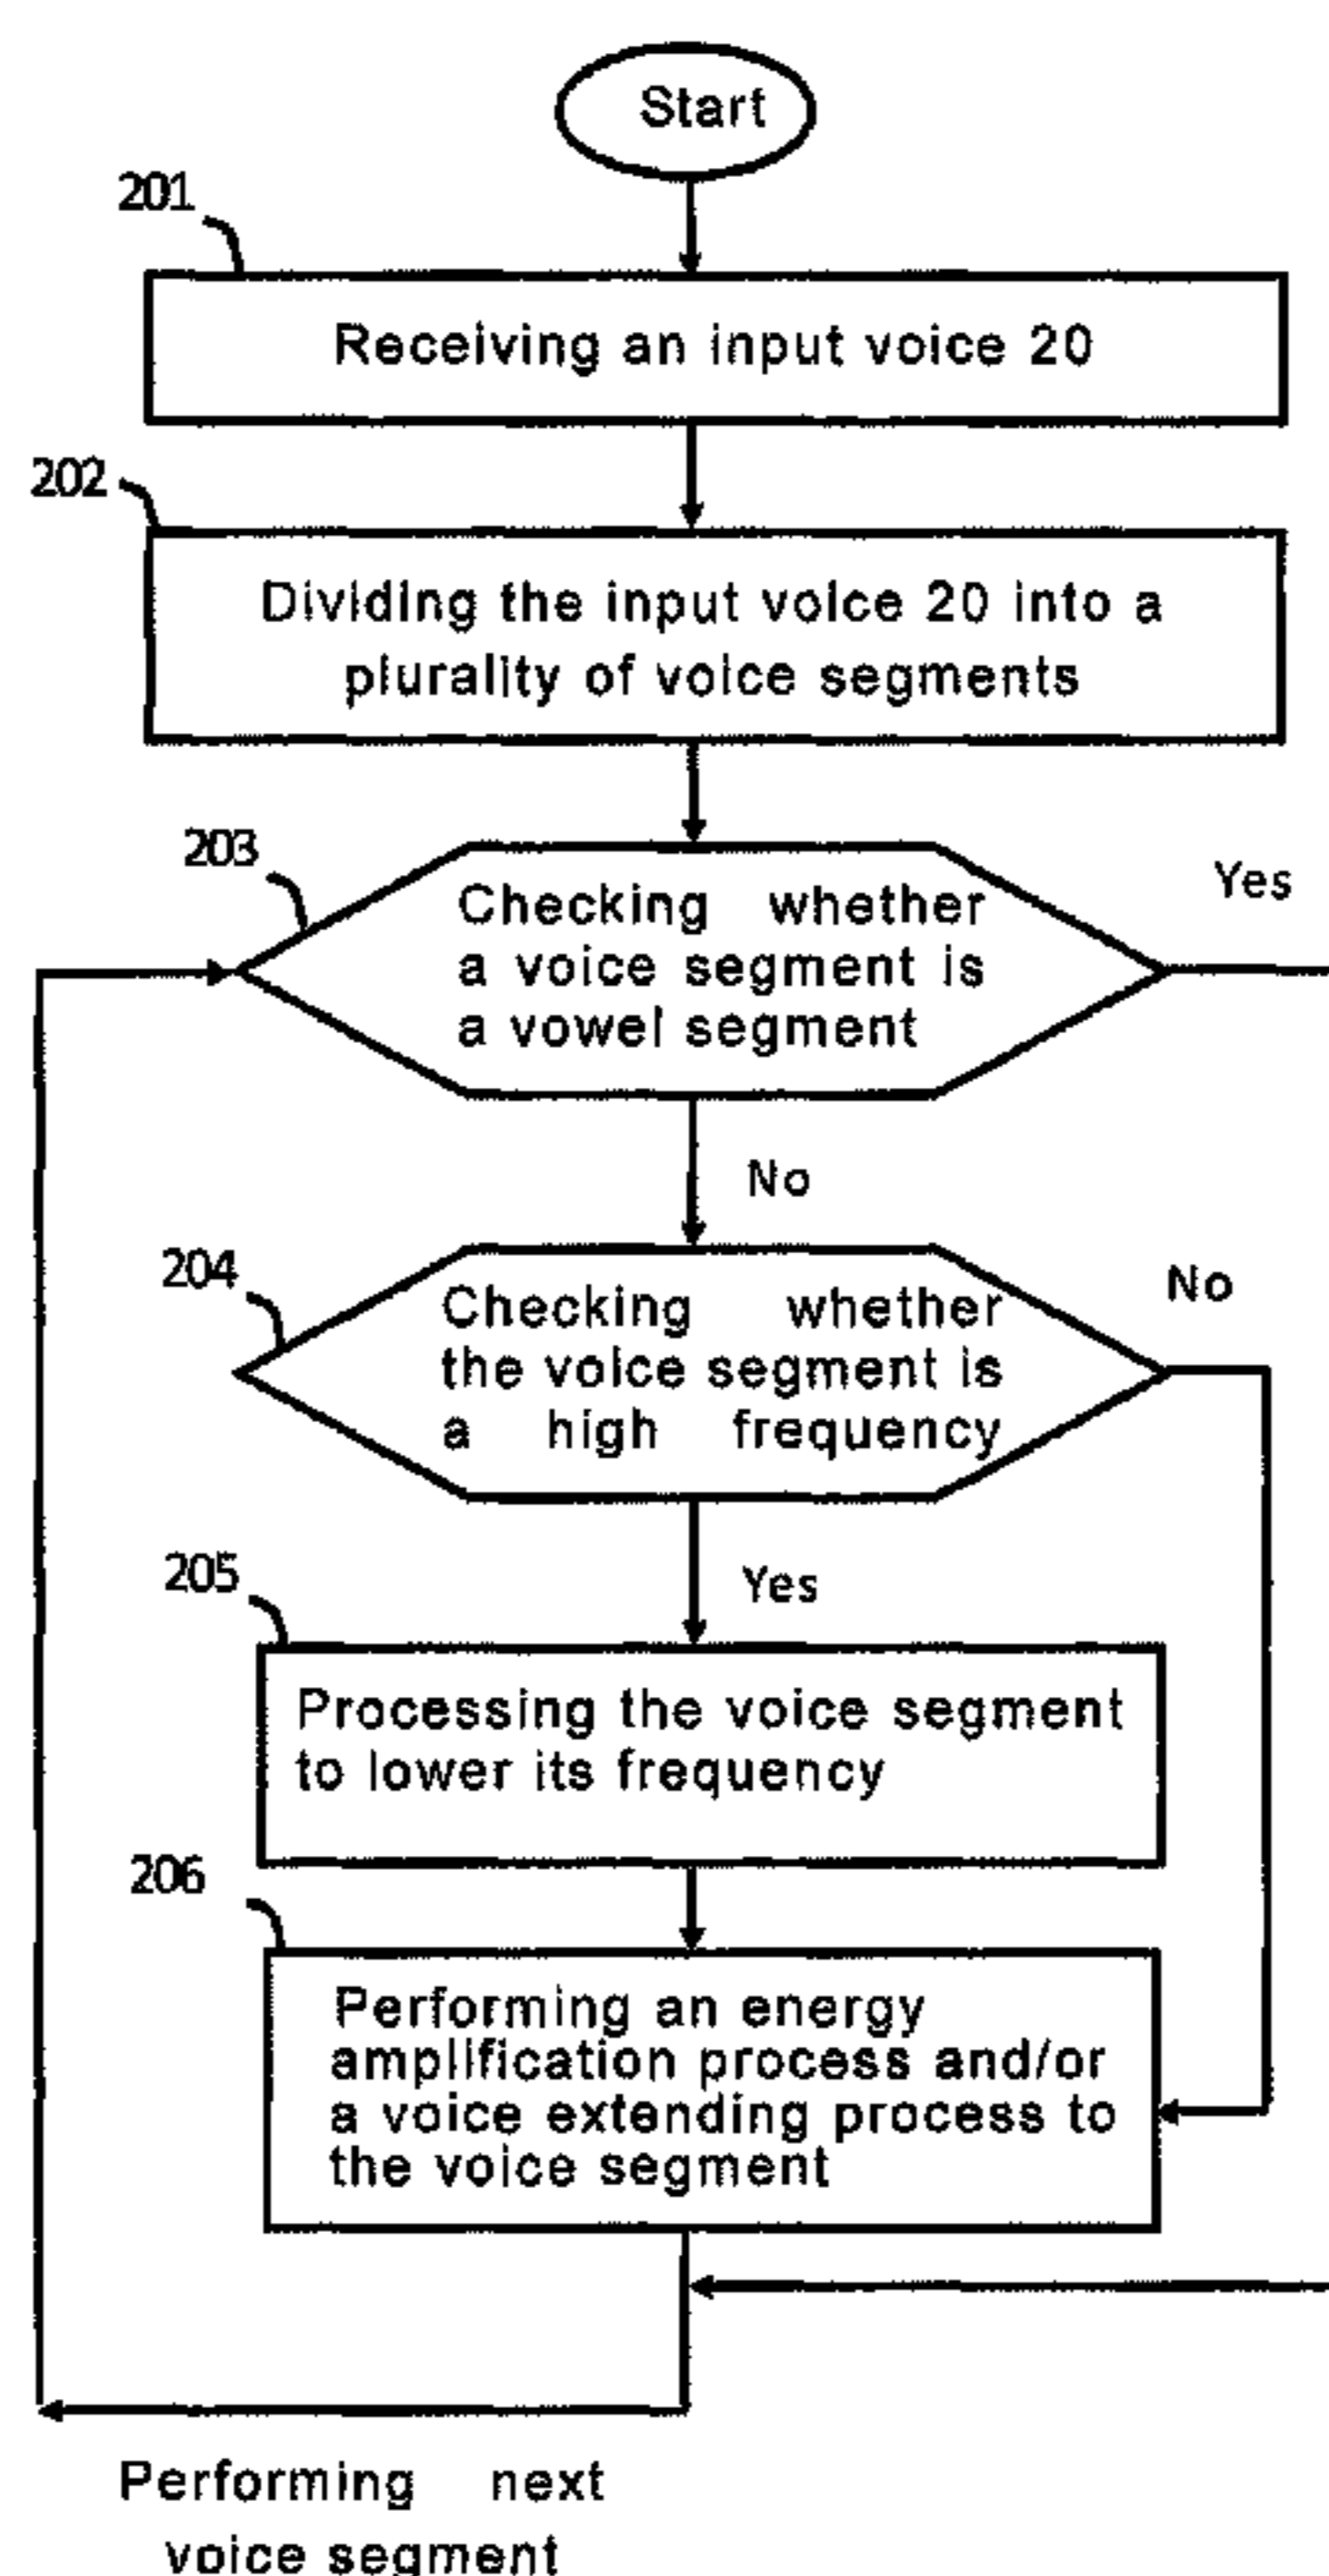 Start
201
Receiving an input voice 20
202
Dividing the input voice 20 into a
plurality of voice segments
203
Checking whether
a voice segment is
a vowel segment
Yes
No
204
Checking whether
the voice segment is
a high frequency
No
Yes
205
Processing the voice segment
to lower its frequency
206
Performing an energy
amplification process and/or
a voice extending process to
the voice segment
Performing next
voice segment